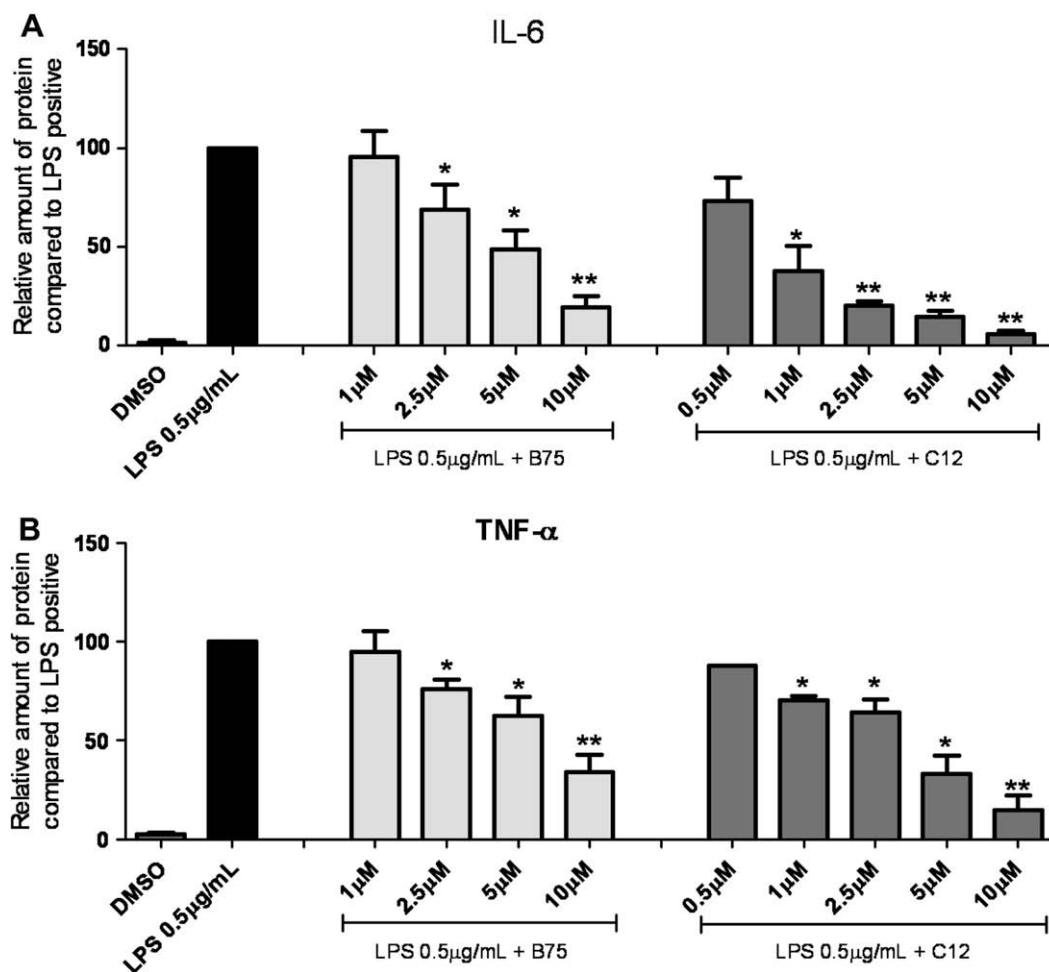 A
IL-6
Relative amount of protein
compared to LPS positive
150
100
50
0
*
*
**
*
**
**
**
DMSO
LPS 0.5μg/mL
1μM
2.5μM
5μM
10μM
0.5μM
1μM
2.5μM
5μM
10μM
LPS 0.5μg/mL + B75
LPS 0.5μg/mL + C12
B
TNF-α
Relative amount of protein
compared to LPS positive
150
100
50
0
*
*
**
*
*
*
**
DMSO
LPS 0.5μg/mL
1μM
2.5μM
5μM
10μM
0.5μM
1μM
2.5μM
5μM
10μM
LPS 0.5μg/mL + B75
LPS 0.5μg/mL + C12